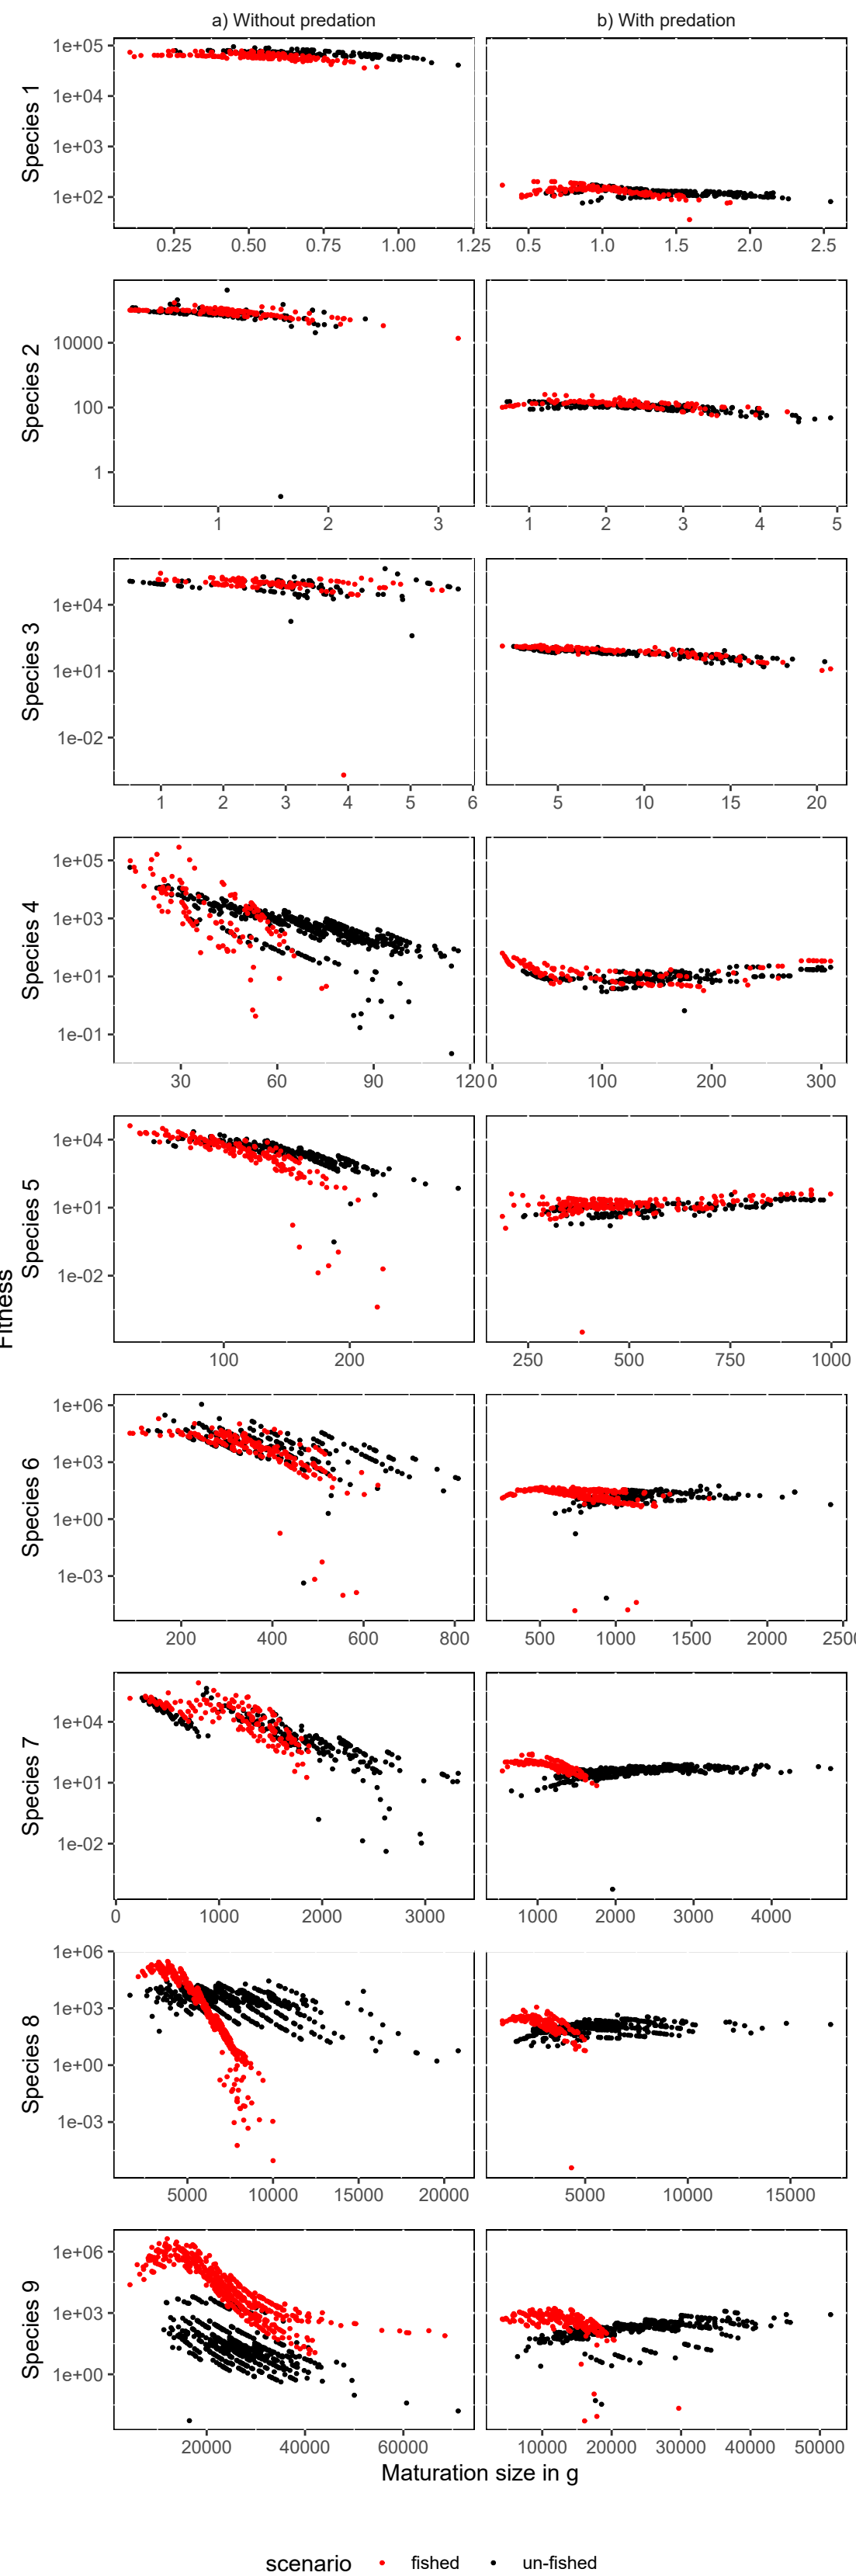 a) Without predation b) With predation
Species 1
1e+05
1e+04
1e+03
1e+02
0.25 0.50 0.75 1.00 1.25 0.5 1.0 1.5 2.0 2.5
Species 2
10000
100
1
1 2 3 1 2 3 4 5
Species 3
1e+04
1e+01
1e-02
1 2 3 4 5 6 5 10 15 20
Species 4
1e+05
1e+03
1e+01
1e-01
30 60 90 120 0 100 200 300
Fitness
Species 5
1e+04
1e+01
1e-02
100 200 250 500 750 1000
Species 6
1e+06
1e+03
1e+00
1e-03
200 400 600 800 500 1000 1500 2000 2500
Species 7
1e+04
1e+01
1e-02
0 1000 2000 3000 1000 2000 3000 4000
Species 8
1e+06
1e+03
1e+00
1e-03
5000 10000 15000 20000 5000 10000 15000
Species 9
1e+06
1e+03
1e+00
20000 40000 60000 10000 20000 30000 40000 50000
Maturation size in g
scenario fished un-fished